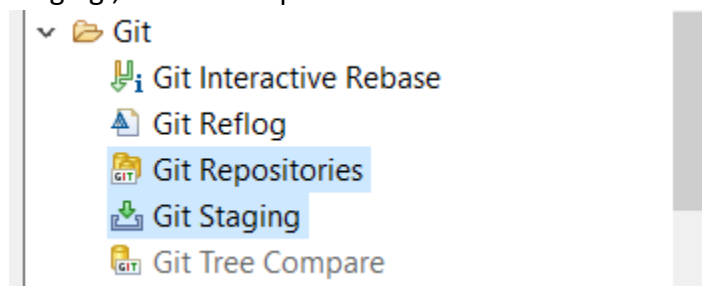 Git
Git Interactive Rebase
Git Reflog
Git Repositories
Git Staging
Git Tree Compare